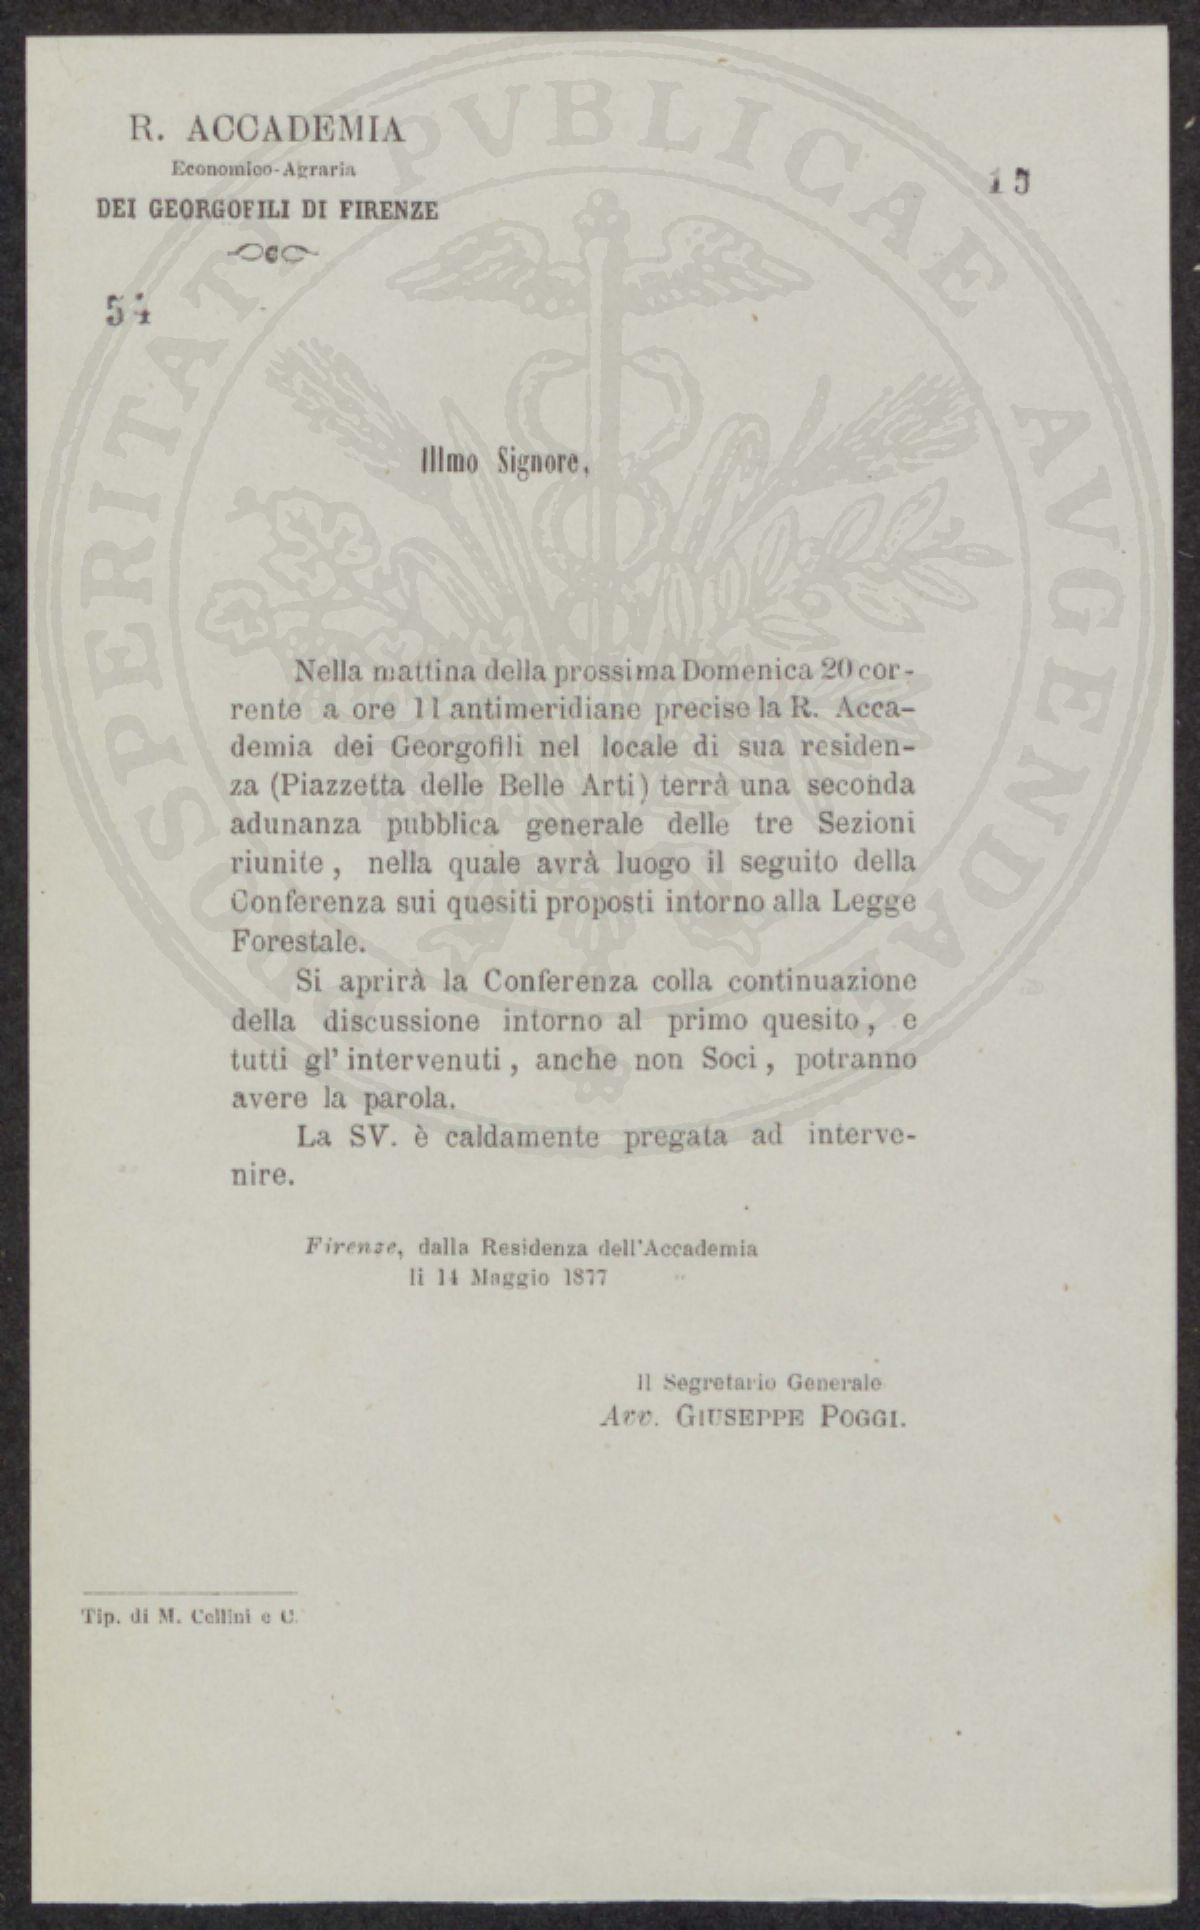 R. ACCADEMIA
Economico-Agraria
DEI GEORGOFILI DI FIRENZE
15
54
Illmo Signore,
Nella mattina della prossima Domenica 20 cor-
rente a ore 11 antimeridiane precise la R. Acca-
demia dei Georgofili nel locale di sua residen-
za (Piazzetta delle Belle Arti) terrà una seconda
adunanza pubblica generale delle tre Sezioni
riunite, nella quale avrà luogo il seguito della
Conferenza sui quesiti proposti intorno alla Legge
Forestale.
Si aprirà la Conferenza colla continuazione
della discussione intorno al primo quesito, e
tutti gl' intervenuti, anche non Soci, potranno
avere la parola.
La SV. è caldamente pregata ad interve-
nire.
Firenze, dalla Residenza dell'Accademia
li 14 Maggio 1877
Il Segretario Generale
Avv. GIUSEPPE POGGI.
Tip. di M. Cellini e C.
PROSPERITATI PVBLICAE AVGENDAE